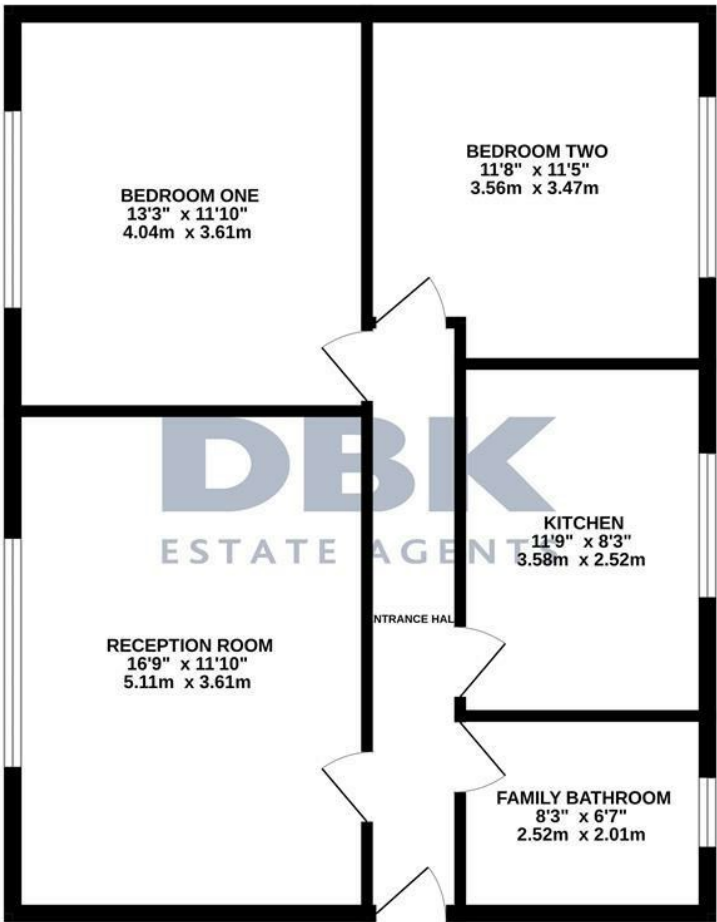 BEDROOM ONE
13'3" x 11'10"
4.04m x 3.61m
BEDROOM TWO
11'8" x 11'5"
3.56m x 3.47m
DBK
ESTATE AGENTS
KITCHEN
11'9" x 8'3"
3.58m x 2.52m
NTRANCE HAL
RECEPTION ROOM
16'9" x 11'10"
5.11m x 3.61m
FAMILY BATHROOM
8'3" x 6'7"
2.52m x 2.01m